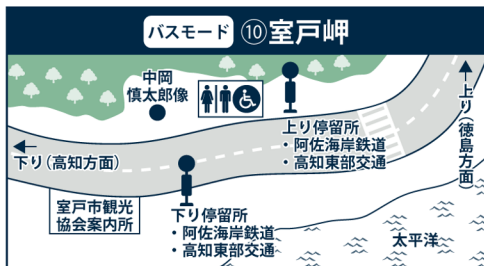 バスモード ⑩室戸岬
中岡
慎太郎像
上り(徳島方面)
上り停留所
・阿佐海岸鉄道
・高知東部交通
下り(高知方面)
室戸市観光
協会案内所
下り停留所
・阿佐海岸鉄道
・高知東部交通
太平洋